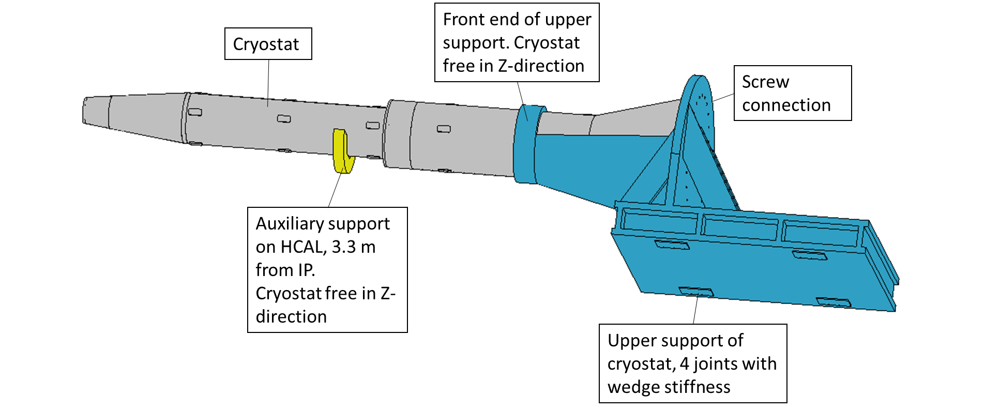 Cryostat
Front end of upper
support. Cryostat
free in Z-direction
Screw
connection
Auxiliary support
on HCAL, 3.3 m
from IP.
Cryostat free in Z-
direction
Upper support of
cryostat, 4 joints with
wedge stiffness